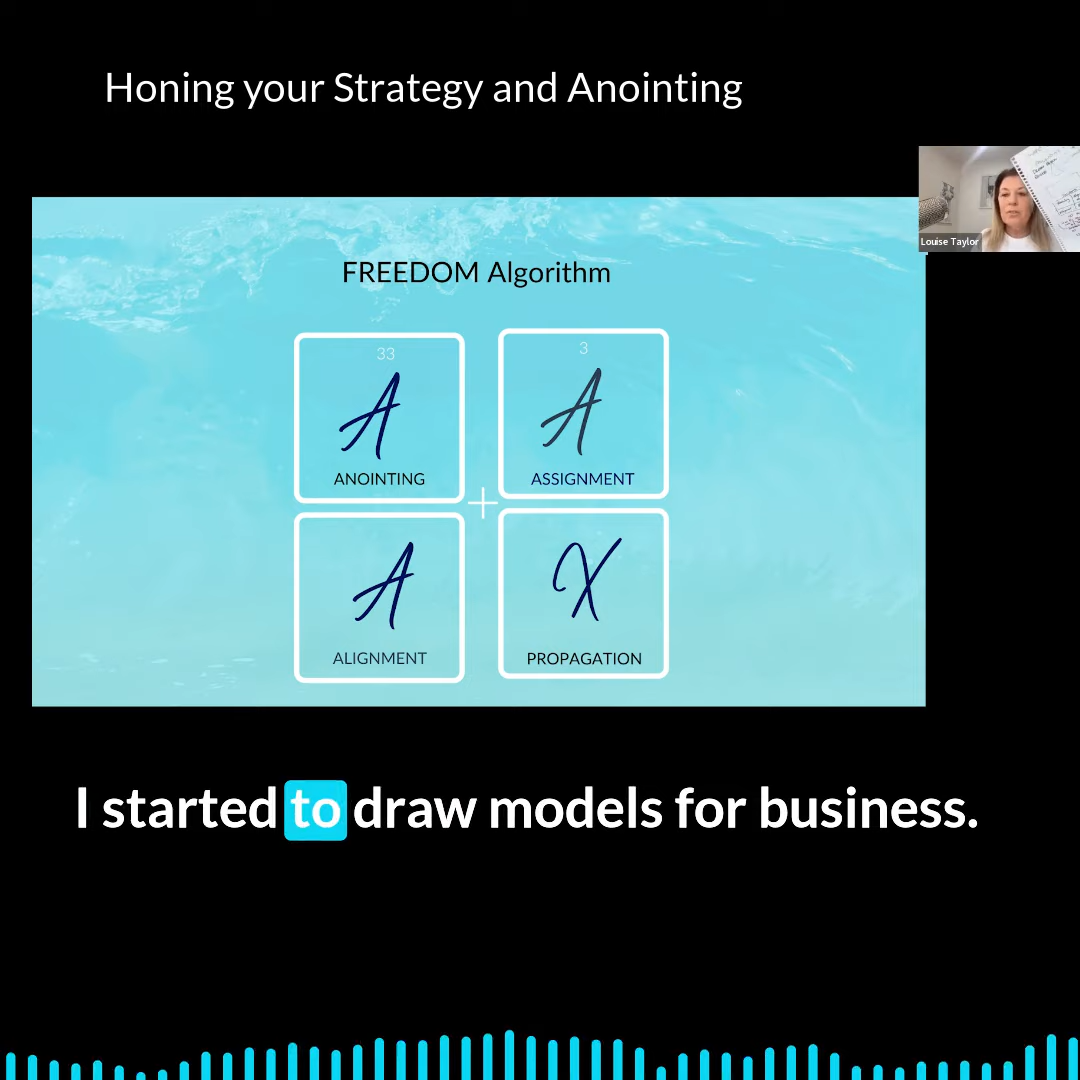 Honing your Strategy and Anointing
Louise Taylor
FREEDOM Algorithm
33
A
ANOINTING
3
A
ASSIGNMENT
+
A
ALIGNMENT
X
PROPAGATION
I started to draw models for business.